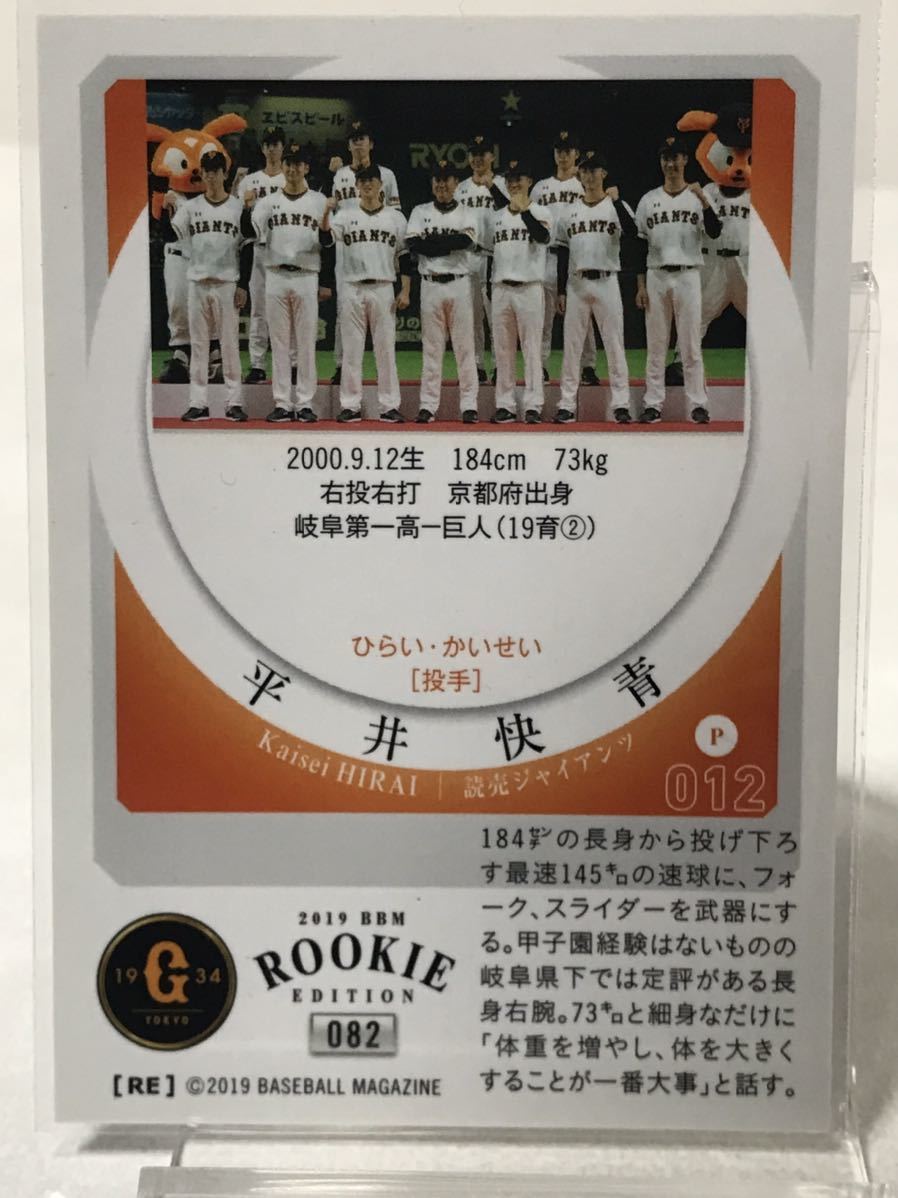 ヱビスビール
RYO
GIANTS
GIANTS
GIANTS
GIANTS
GIANTS
GIANTS
GIANTS
2000.9.12生 184cm 73kg
右投右打 京都府出身
岐阜第一高ー巨人(19育②)
ひらい・かいせい
[投手]
平井快青
Kaisei HIRAI | 読売ジャイアンツ
P
012
184㌢の長身から投げ下ろ
す最速145㌔の速球に、フォ
ーク、スライダーを武器にす
る。甲子園経験はないものの
岐阜県下では定評がある長
身右腕。73㌔と細身なだけに
「体重を増やし、体を大きく
することが一番大事」と話す。
19 G 34
TOKYO
2019 BBM
ROOKIE
EDITION
082
[RE] ©2019 BASEBALL MAGAZINE